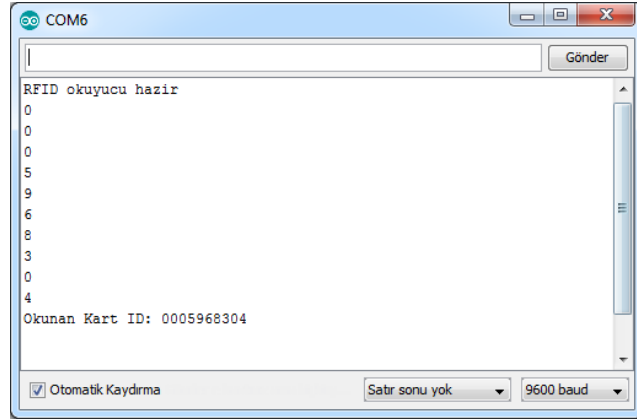 COM6
Gönder
RFID okuyucu hazir
0
0
0
5
9
6
8
3
0
4
Okunan Kart ID: 0005968304
Otomatik Kaydırma
Satır sonu yok
9600 baud